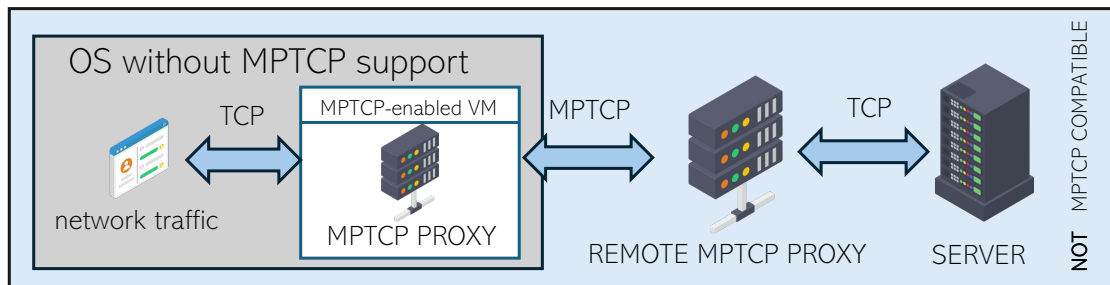 OS without MPTCP support
TCP
MPTCP-enabled VM
MPTCP
TCP
network traffic
MPTCP PROXY
REMOTE MPTCP PROXY
SERVER
NOT MPTCP COMPATIBLE